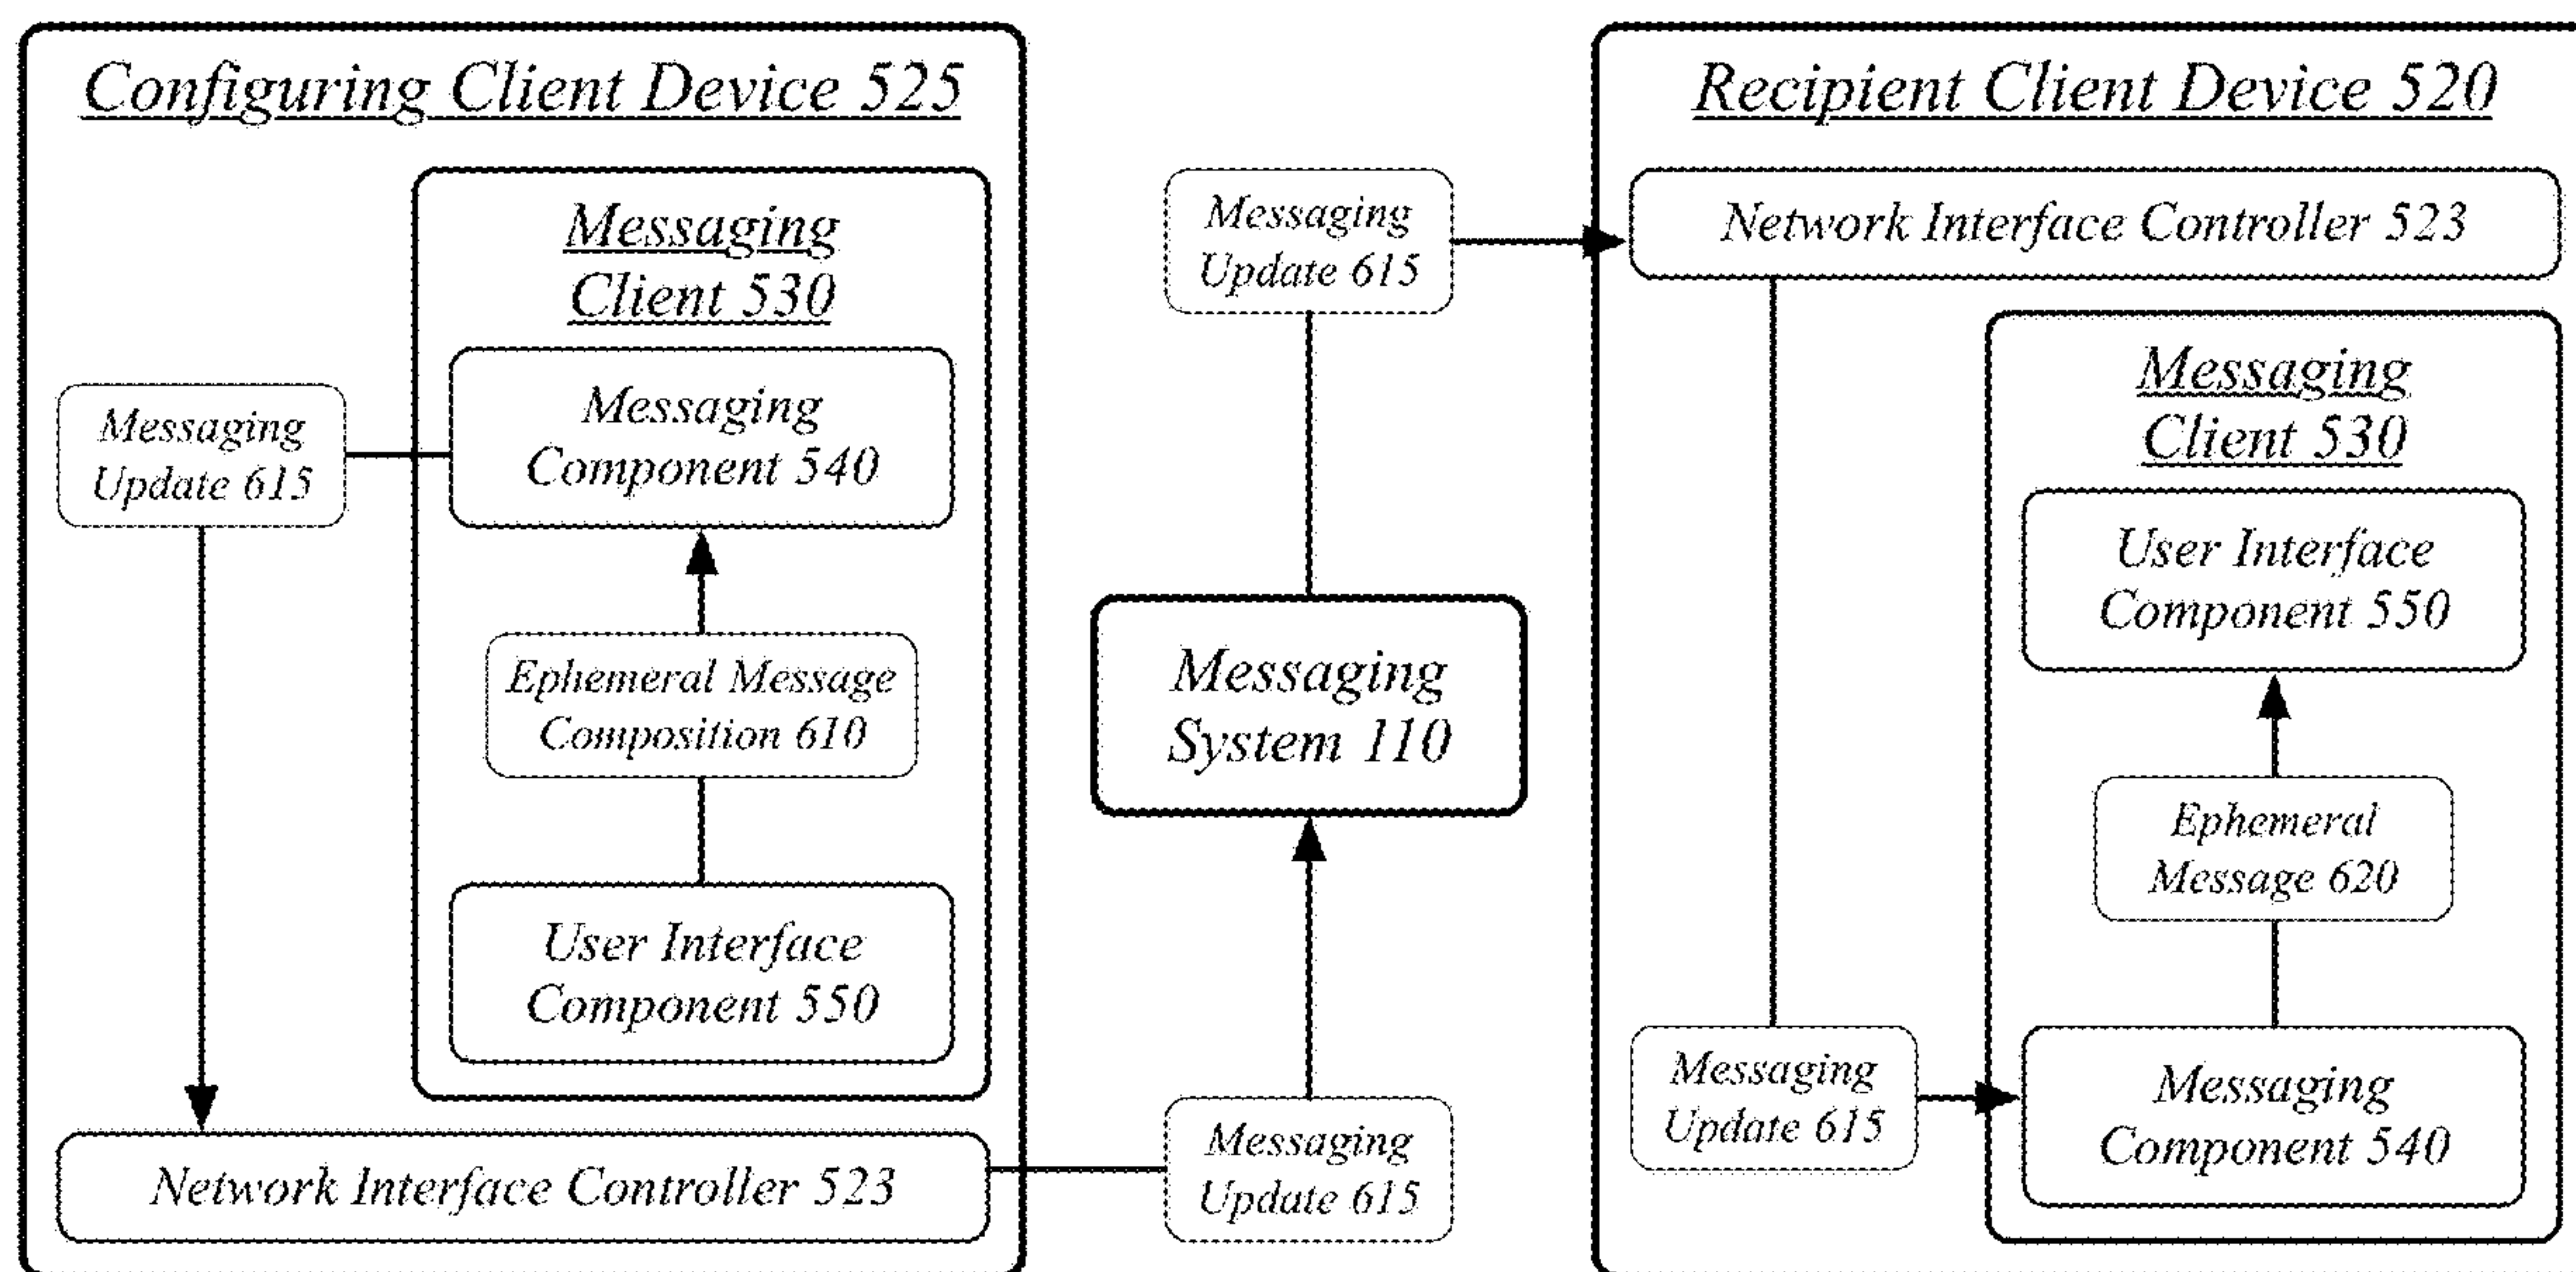 Configuring Client Device 525
Messaging
Client 530
Messaging
Component 540
Messaging
Update 615
Ephemeral Message
Composition 610
User Interface
Component 550
Network Interface Controller 523
Messaging
Update 615
Messaging
System 110
Messaging
Update 615
Recipient Client Device 520
Network Interface Controller 523
Messaging
Client 530
User Interface
Component 550
Ephemeral
Message 620
Messaging
Update 615
Messaging
Component 540